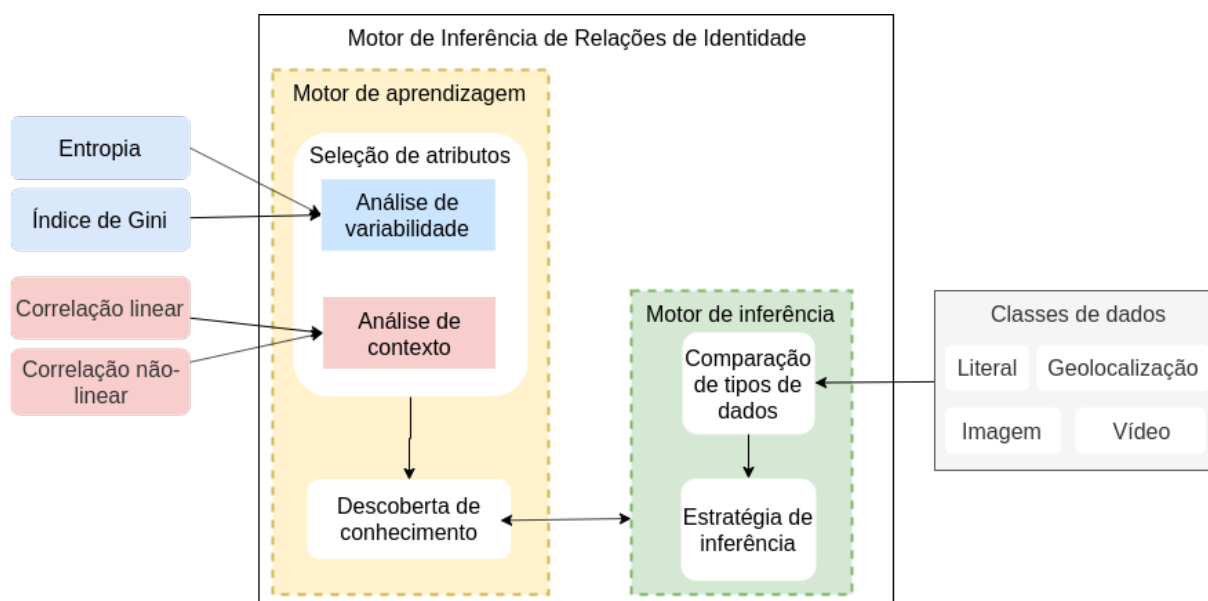 Motor de Inferência de Relações de Identidade
Motor de aprendizagem
Entropia
Índice de Gini
Correlação linear
Correlação não-
linear
Seleção de atributos
Análise de
variabilidade
Análise de
contexto
Descoberta de
conhecimento
Motor de inferência
Comparação
de tipos de
dados
Estratégia de
inferência
Classes de dados
Literal
Geolocalização
Imagem
Vídeo